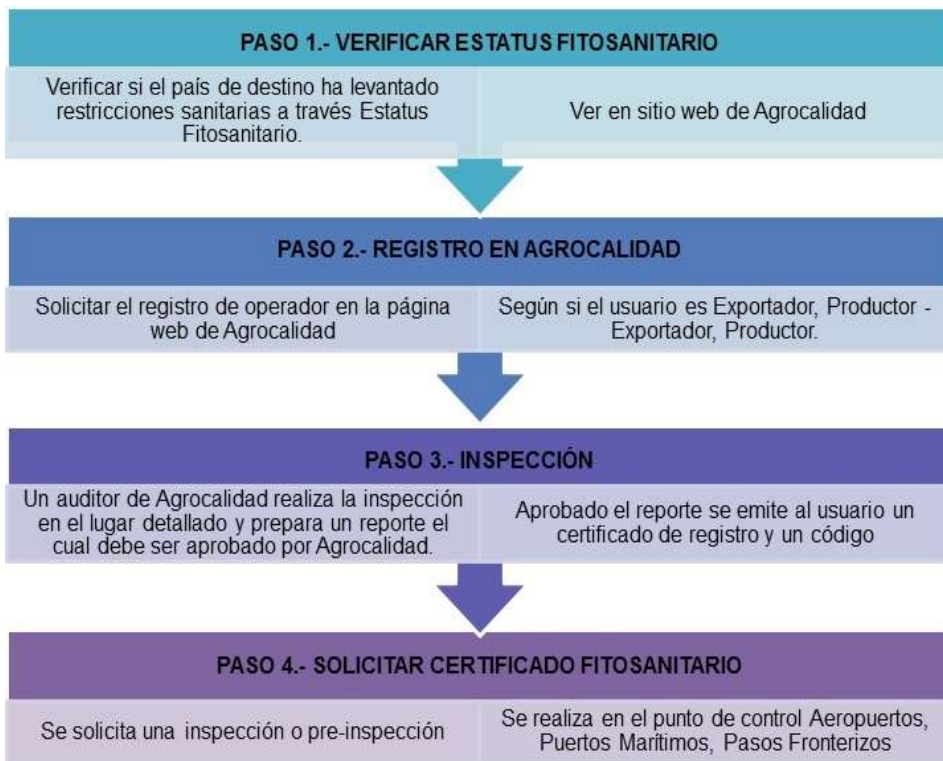 PASO 1.- VERIFICAR ESTATUS FITOSANITARIO
Verificar si el país de destino ha levantado
restricciones sanitarias a través Estatus
Fitosanitario.
Ver en sitio web de Agrocalidad
PASO 2.- REGISTRO EN AGROCALIDAD
Solicitar el registro de operador en la página
web de Agrocalidad
Según si el usuario es Exportador, Productor -
Exportador, Productor.
PASO 3.- INSPECCIÓN
Un auditor de Agrocalidad realiza la inspección
en el lugar detallado y prepara un reporte el
cual debe ser aprobado por Agrocalidad.
Aprobado el reporte se emite al usuario un
certificado de registro y un código
PASO 4.- SOLICITAR CERTIFICADO FITOSANITARIO
Se solicita una inspección o pre-inspección
Se realiza en el punto de control Aeropuertos,
Puertos Marítimos, Pasos Fronterizos